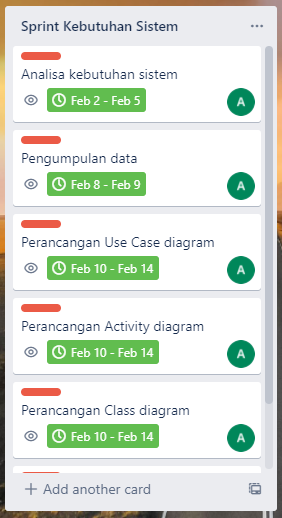 Sprint Kebutuhan Sistem
Analisa kebutuhan sistem
Feb 2 - Feb 5
A
Pengumpulan data
Feb 8 - Feb 9
A
Perancangan Use Case diagram
Feb 10 - Feb 14
A
Perancangan Activity diagram
Feb 10 - Feb 14
A
Perancangan Class diagram
Feb 10 - Feb 14
A
Add another card